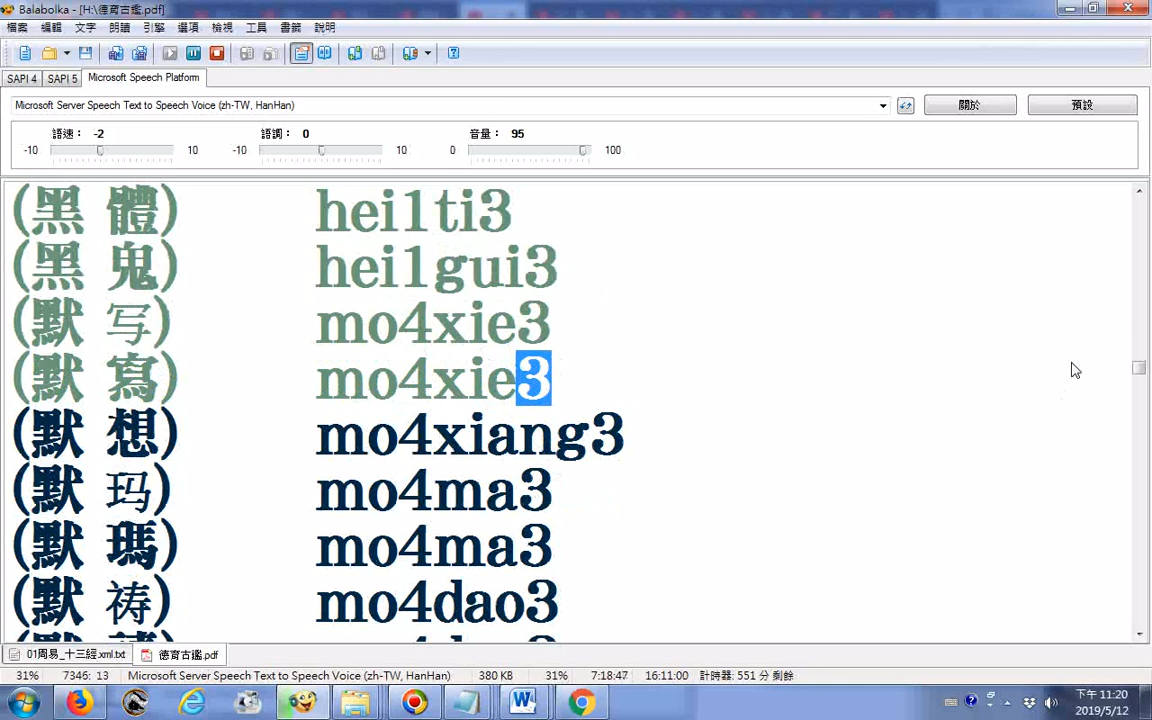 Balabolka - [H:\德育古鑑.pdf]
檔案 編輯 文字 朗讀 引擎 選項 檢視 工具 書籤 說明
SAPI 4 SAPI 5 Microsoft Speech Platform
Microsoft Server Speech Text to Speech Voice (zh-TW, HanHan) 關於 預設
語速： -2 語調： 0 音量： 95
-10 10 -10 10 0 100
(黑 體) hei1ti3
(黑 鬼) hei1gui3
(默 写) mo4xie3
(默 寫) mo4xie3
(默 想) mo4xiang3
(默 玛) mo4ma3
(默 瑪) mo4ma3
(默 祷) mo4dao3
01周易_十三經.xml.txt 德育古鑑.pdf
31% 7346: 13 Microsoft Server Speech Text to Speech Voice (zh-TW, HanHan) 380 KB 31% 7:18:47 16:11:00 計時器: 551 分 剩餘
下午 11:20
2019/5/12